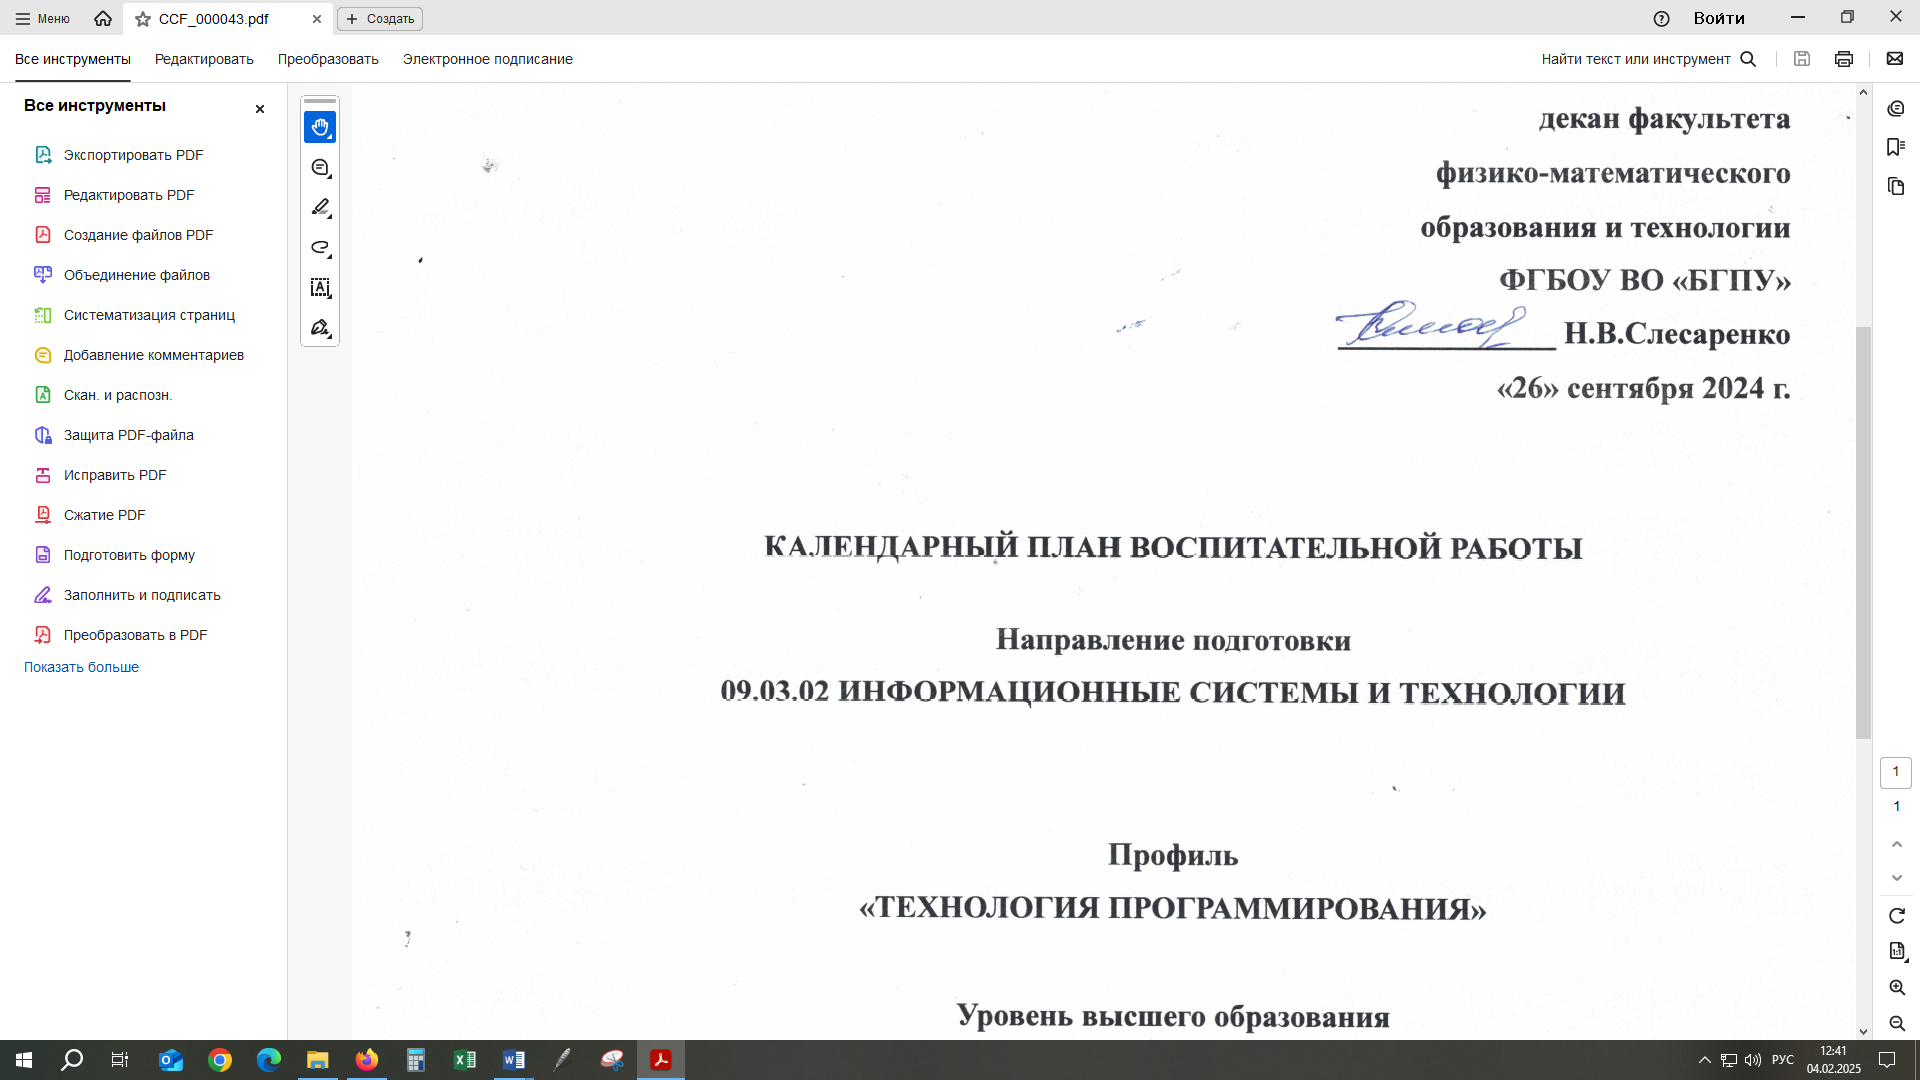 Меню
CCF_000043.pdf
Создать
Войти
Все инструменты
Редактировать
Преобразовать
Электронное подписание
Найти текст или инструмент
Все инструменты
Экспортировать PDF
Редактировать PDF
Создание файлов PDF
Объединение файлов
Систематизация страниц
Добавление комментариев
Скан. и распозн.
Защита PDF-файла
Исправить PDF
Сжатие PDF
Подготовить форму
Заполнить и подписать
Преобразовать в PDF
Показать больше
декан факультета
физико-математического
образования и технологии
ФГБОУ ВО «БГПУ»
Н.В.Слесаренко
«26» сентября 2024 г.
КАЛЕНДАРНЫЙ ПЛАН ВОСПИТАТЕЛЬНОЙ РАБОТЫ
Направление подготовки
09.03.02 ИНФОРМАЦИОННЫЕ СИСТЕМЫ И ТЕХНОЛОГИИ
Профиль
«ТЕХНОЛОГИЯ ПРОГРАММИРОВАНИЯ»
Уровень высшего образования
1
1
РУС
12:41
04.02.2025